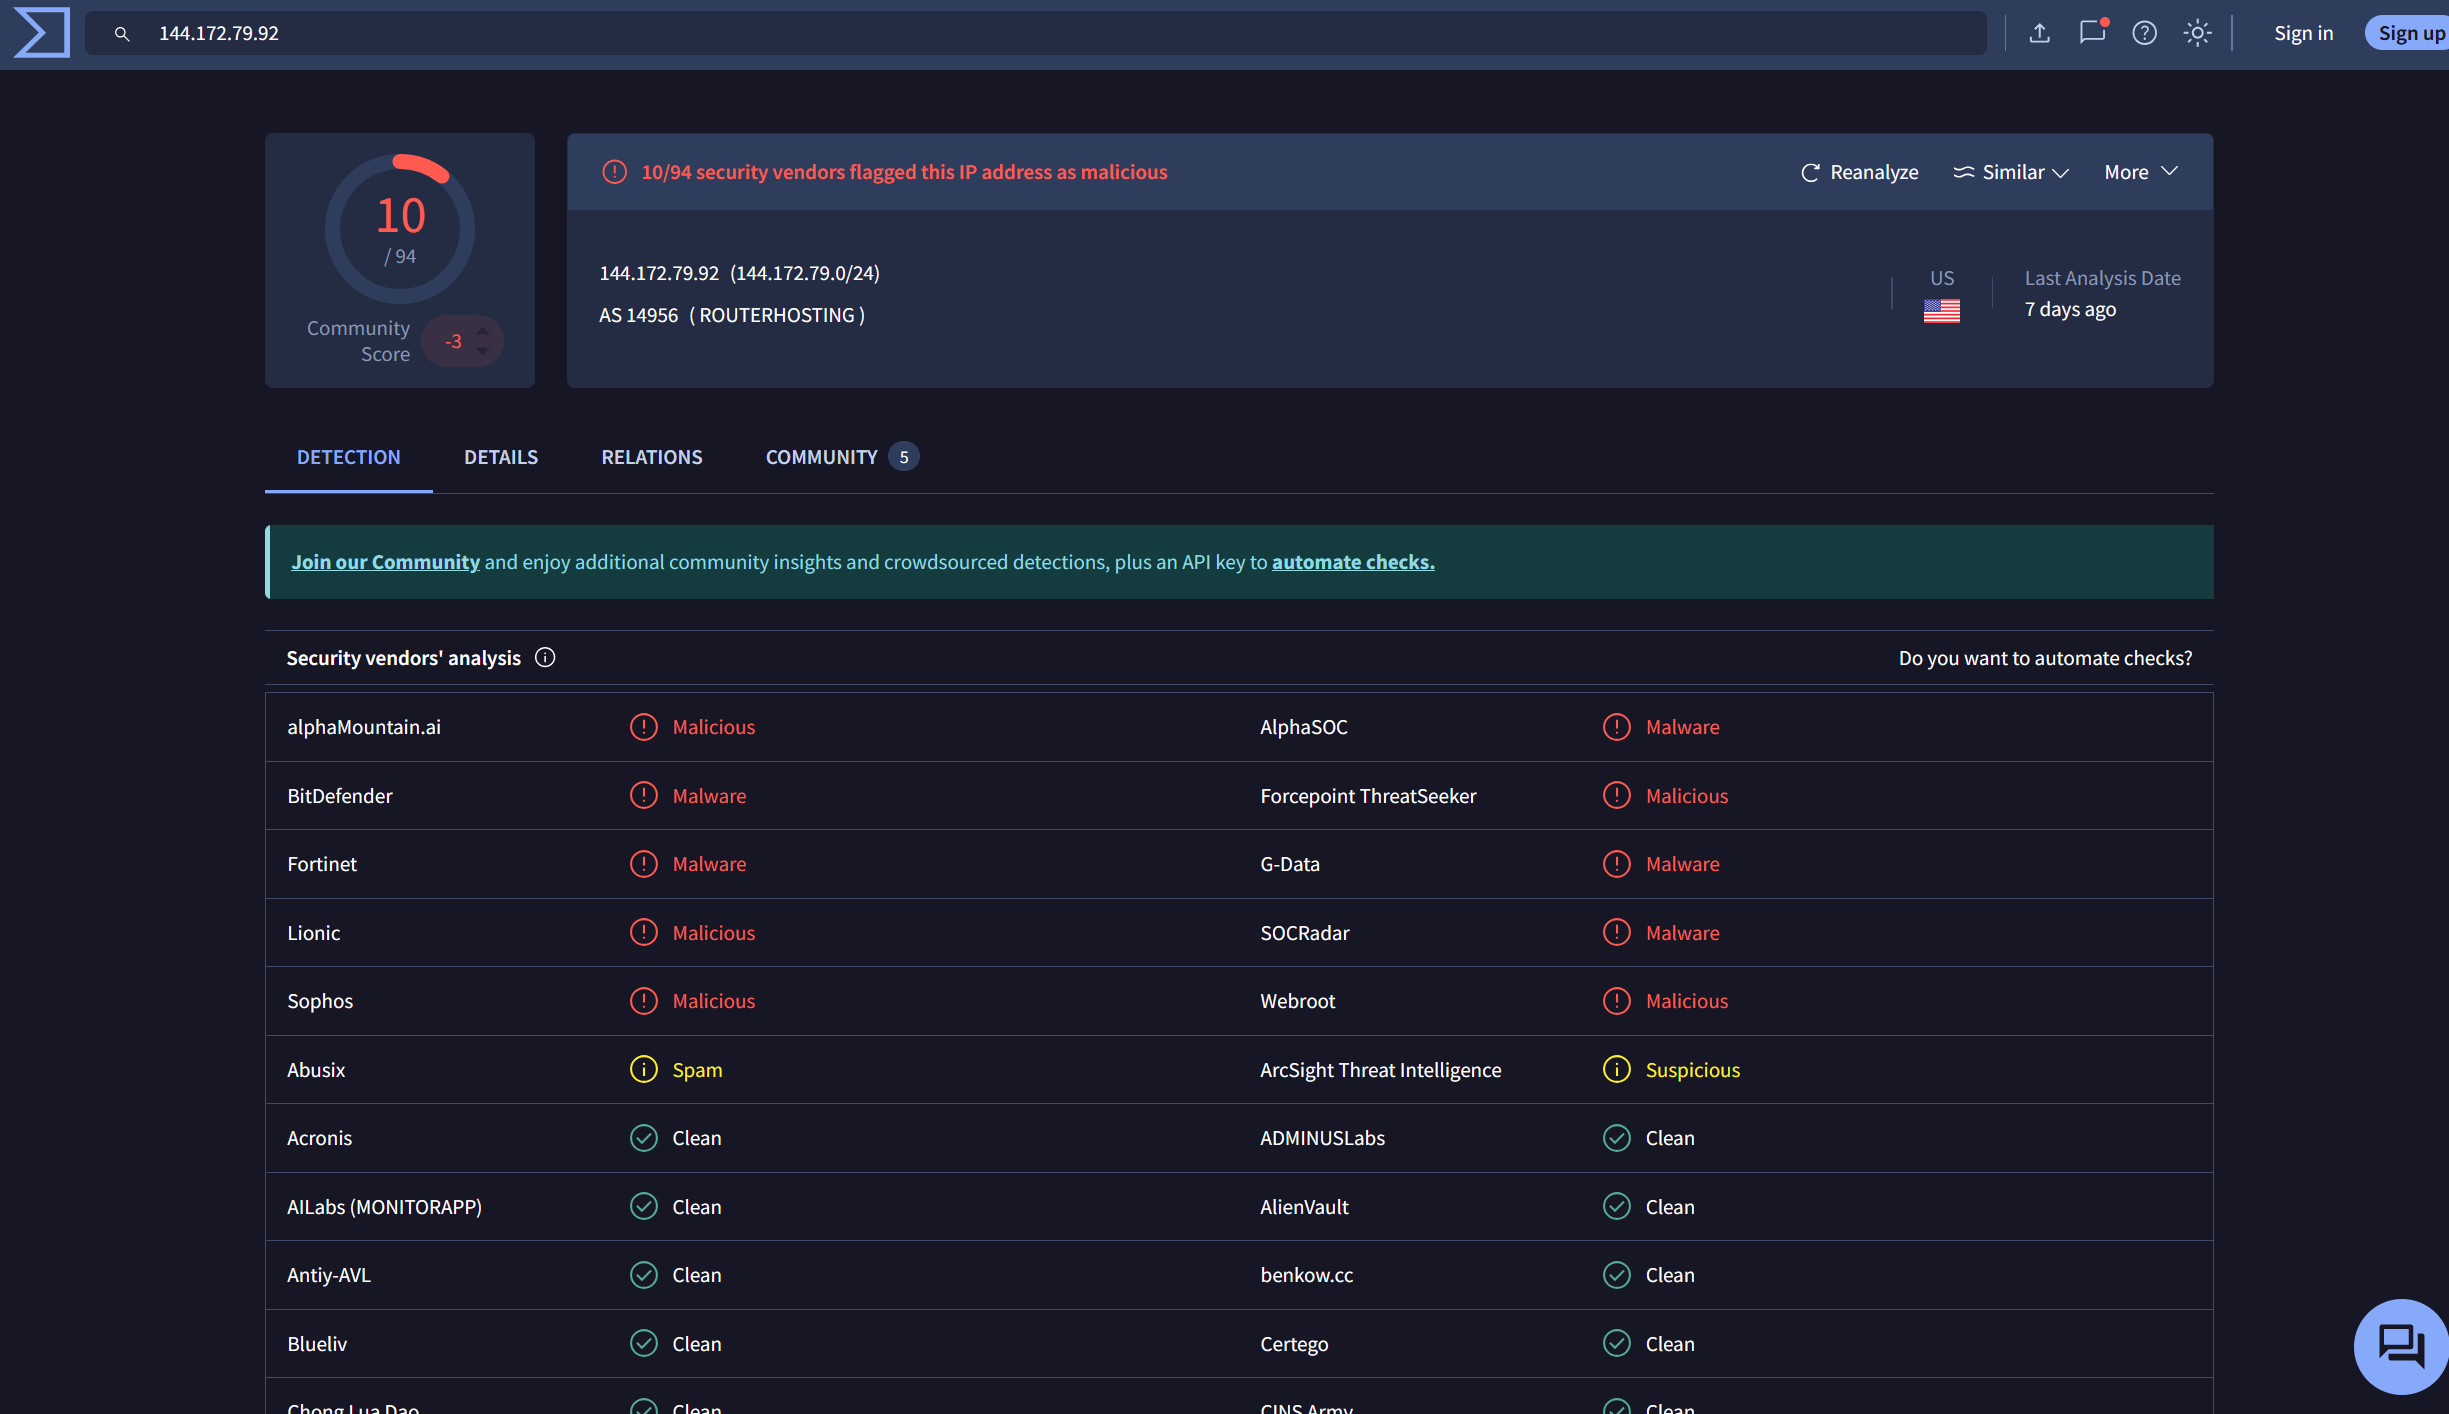 144.172.79.92
Sign in
Sign up
10
/ 94
Community
Score
-3
10/94 security vendors flagged this IP address as malicious
Reanalyze
Similar
More
144.172.79.92 (144.172.79.0/24)
AS 14956 ( ROUTERHOSTING )
US
Last Analysis Date
7 days ago
DETECTION
DETAILS
RELATIONS
COMMUNITY 5
Join our Community and enjoy additional community insights and crowdsourced detections, plus an API key to automate checks.
Security vendors' analysis
Do you want to automate checks?
alphaMountain.ai Malicious AlphaSOC Malware
BitDefender Malware Forcepoint ThreatSeeker Malicious
Fortinet Malware G-Data Malware
Lionic Malicious SOCRadar Malware
Sophos Malicious Webroot Malicious
Abusix Spam ArcSight Threat Intelligence Suspicious
Acronis Clean ADMINUSLabs Clean
AILabs (MONITORAPP) Clean AlienVault Clean
Antiy-AVL Clean benkow.cc Clean
Blueliv Clean Certego Clean
Chong Lua Dao Clean CINS Army Clean